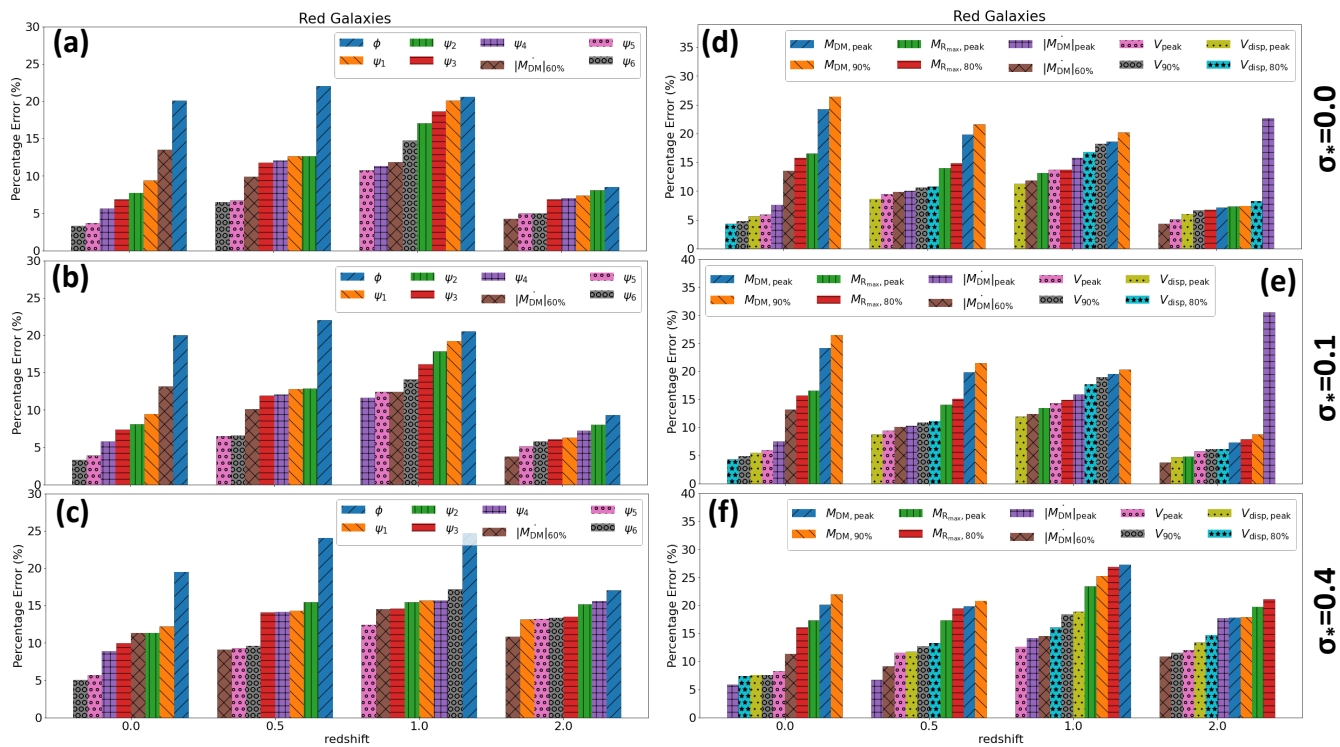 Red Galaxies
(a)
ϕ ψ₂ ψ₄ ψ₅
ψ₁ ψ₃ |Ṁ_DM|60% ψ₆
Percentage Error (%)
30
25
20
15
10
5
0
(b)
ϕ ψ₂ ψ₄ ψ₅
ψ₁ ψ₃ |Ṁ_DM|60% ψ₆
Percentage Error (%)
30
25
20
15
10
5
0
(c)
ϕ ψ₂ ψ₄ ψ₅
ψ₁ ψ₃ |Ṁ_DM|60% ψ₆
Percentage Error (%)
30
25
20
15
10
5
0
0.0 0.5 1.0 2.0
redshift
Red Galaxies
(d)
M_DM, peak M_Rmax, peak |Ṁ_DM|peak V_peak V_disp, peak
M_DM, 90% M_Rmax, 80% |Ṁ_DM|60% V_90% V_disp, 80%
Percentage Error (%)
35
30
25
20
15
10
5
0
σ*=0.0
(e)
M_DM, peak M_Rmax, peak |Ṁ_DM|peak V_peak V_disp, peak
M_DM, 90% M_Rmax, 80% |Ṁ_DM|60% V_90% V_disp, 80%
Percentage Error (%)
40
35
30
25
20
15
10
5
0
σ*=0.1
(f)
M_DM, peak M_Rmax, peak |Ṁ_DM|peak V_peak V_disp, peak
M_DM, 90% M_Rmax, 80% |Ṁ_DM|60% V_90% V_disp, 80%
Percentage Error (%)
40
35
30
25
20
15
10
5
0
0.0 0.5 1.0 2.0
redshift
σ*=0.4